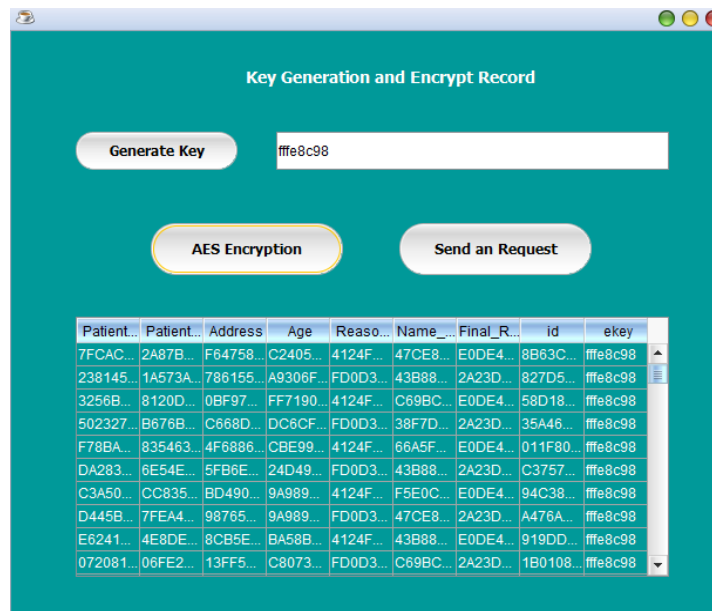 Key Generation and Encrypt Record
Generate Key fffe8c98
AES Encryption Send an Request
Patient... Patient... Address Age Reaso... Name_... Final_R... id ekey
7FCAC... 2A87B... F64758... C2405... 4124F... 47CE8... E0DE4... 8B63C... fffe8c98
238145... 1A573A... 786155... A9306F... FD0D3... 43B88... 2A23D... 827D5... fffe8c98
3256B... 8120D... 0BF97... FF7190... 4124F... C69BC... E0DE4... 58D18... fffe8c98
502327... B676B... C668D... DC6CF... FD0D3... 38F7D... 2A23D... 35A46... fffe8c98
F78BA... 835463... 4F6886... CBE99... 4124F... 66A5F... E0DE4... 011F80... fffe8c98
DA283... 6E54E... 5FB6E... 24D49... FD0D3... 43B88... 2A23D... C3757... fffe8c98
C3A50... CC835... BD490... 9A989... 4124F... F5E0C... E0DE4... 94C38... fffe8c98
D445B... 7FEA4... 98765... 9A989... FD0D3... 47CE8... 2A23D... A476A... fffe8c98
E6241... 4E8DE... 8CB5E... BA58B... 4124F... 43B88... E0DE4... 919DD... fffe8c98
072081... 06FE2... 13FF5... C8073... FD0D3... C69BC... 2A23D... 1B0108... fffe8c98